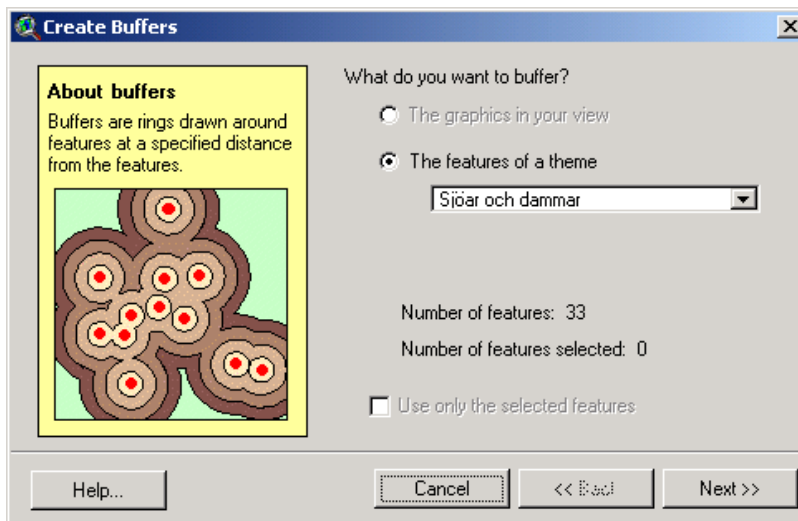 Create Buffers
About buffers
Buffers are rings drawn around
features at a specified distance
from the features.
What do you want to buffer?
The graphics in your view
The features of a theme
Sjöar och dammar
Number of features: 33
Number of features selected: 0
Use only the selected features
Help...
Cancel
<< Back
Next >>